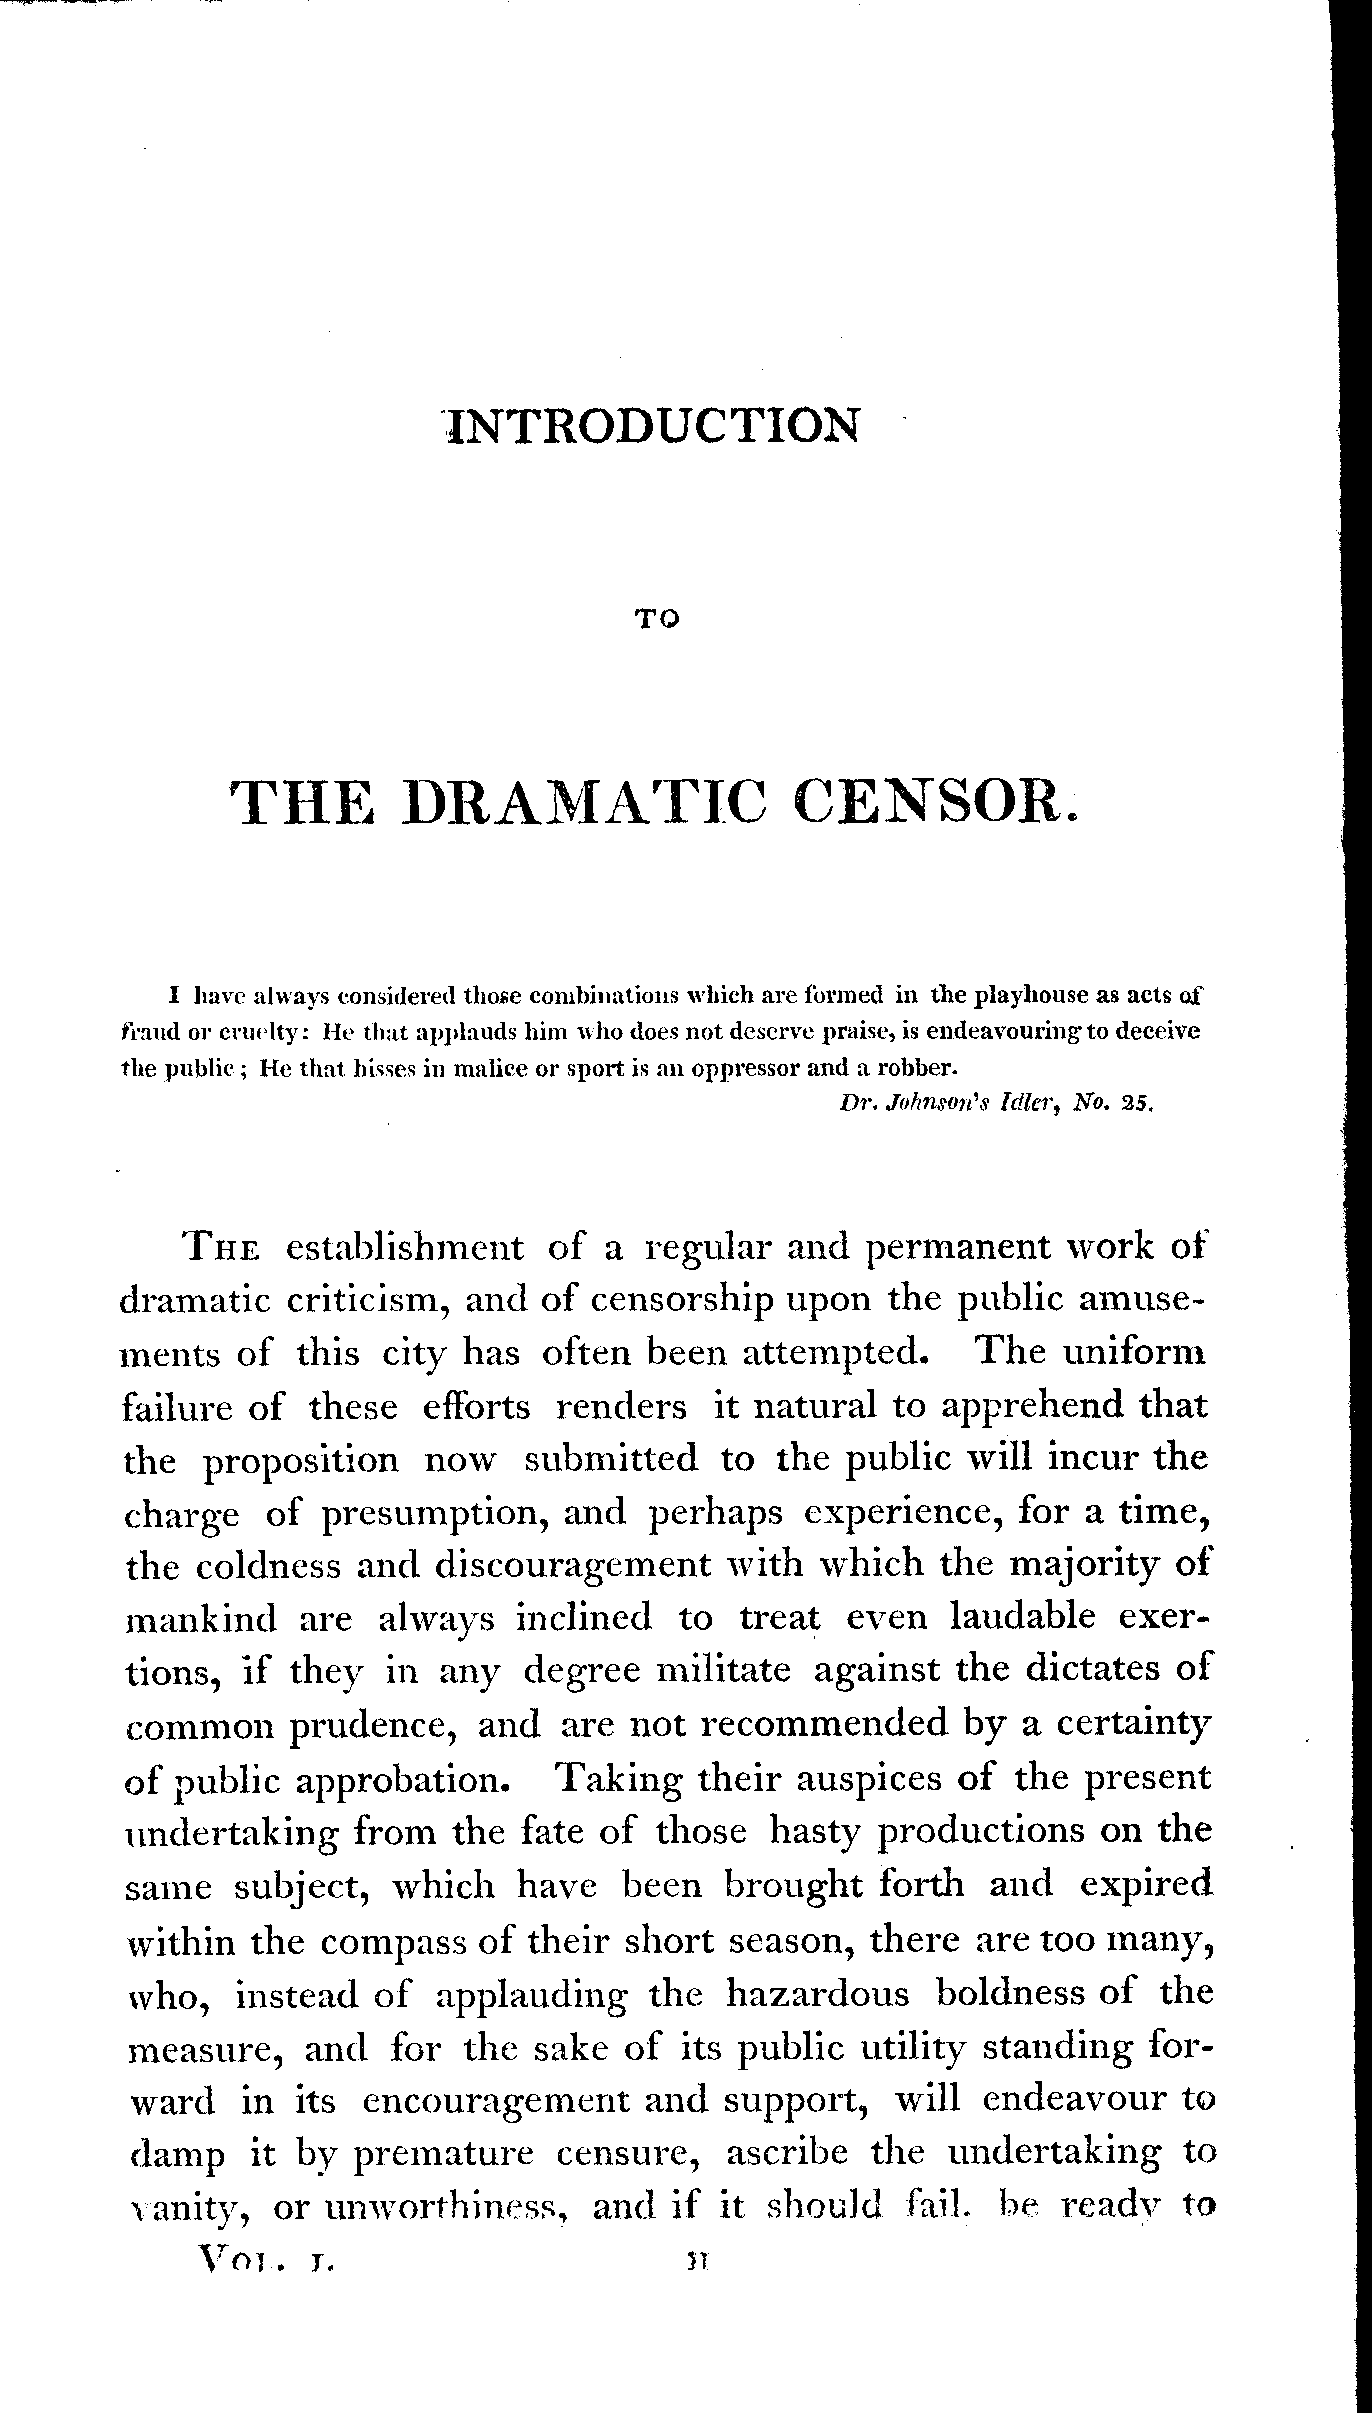 INTRODUCTION
TO
THE DRAMATIC CENSOR.
I have always considered those combinations which are formed in the playhouse as acts of
fraud or cruelty: He that applauds him who does not deserve praise, is endeavouring to deceive
the public; He that hisses in malice or sport is an oppressor and a robber.
Dr. Johnson's Idler, No. 25.
THE establishment of a regular and permanent work of
dramatic criticism, and of censorship upon the public amuse-
ments of this city has often been attempted. The uniform
failure of these efforts renders it natural to apprehend that
the proposition now submitted to the public will incur the
charge of presumption, and perhaps experience, for a time,
the coldness and discouragement with which the majority of
mankind are always inclined to treat even laudable exer-
tions, if they in any degree militate against the dictates of
common prudence, and are not recommended by a certainty
of public approbation. Taking their auspices of the present
undertaking from the fate of those hasty productions on the
same subject, which have been brought forth and expired
within the compass of their short season, there are too many,
who, instead of applauding the hazardous boldness of the
measure, and for the sake of its public utility standing for-
ward in its encouragement and support, will endeavour to
damp it by premature censure, ascribe the undertaking to
vanity, or unworthiness, and if it should fail. be ready to
VOL. I.